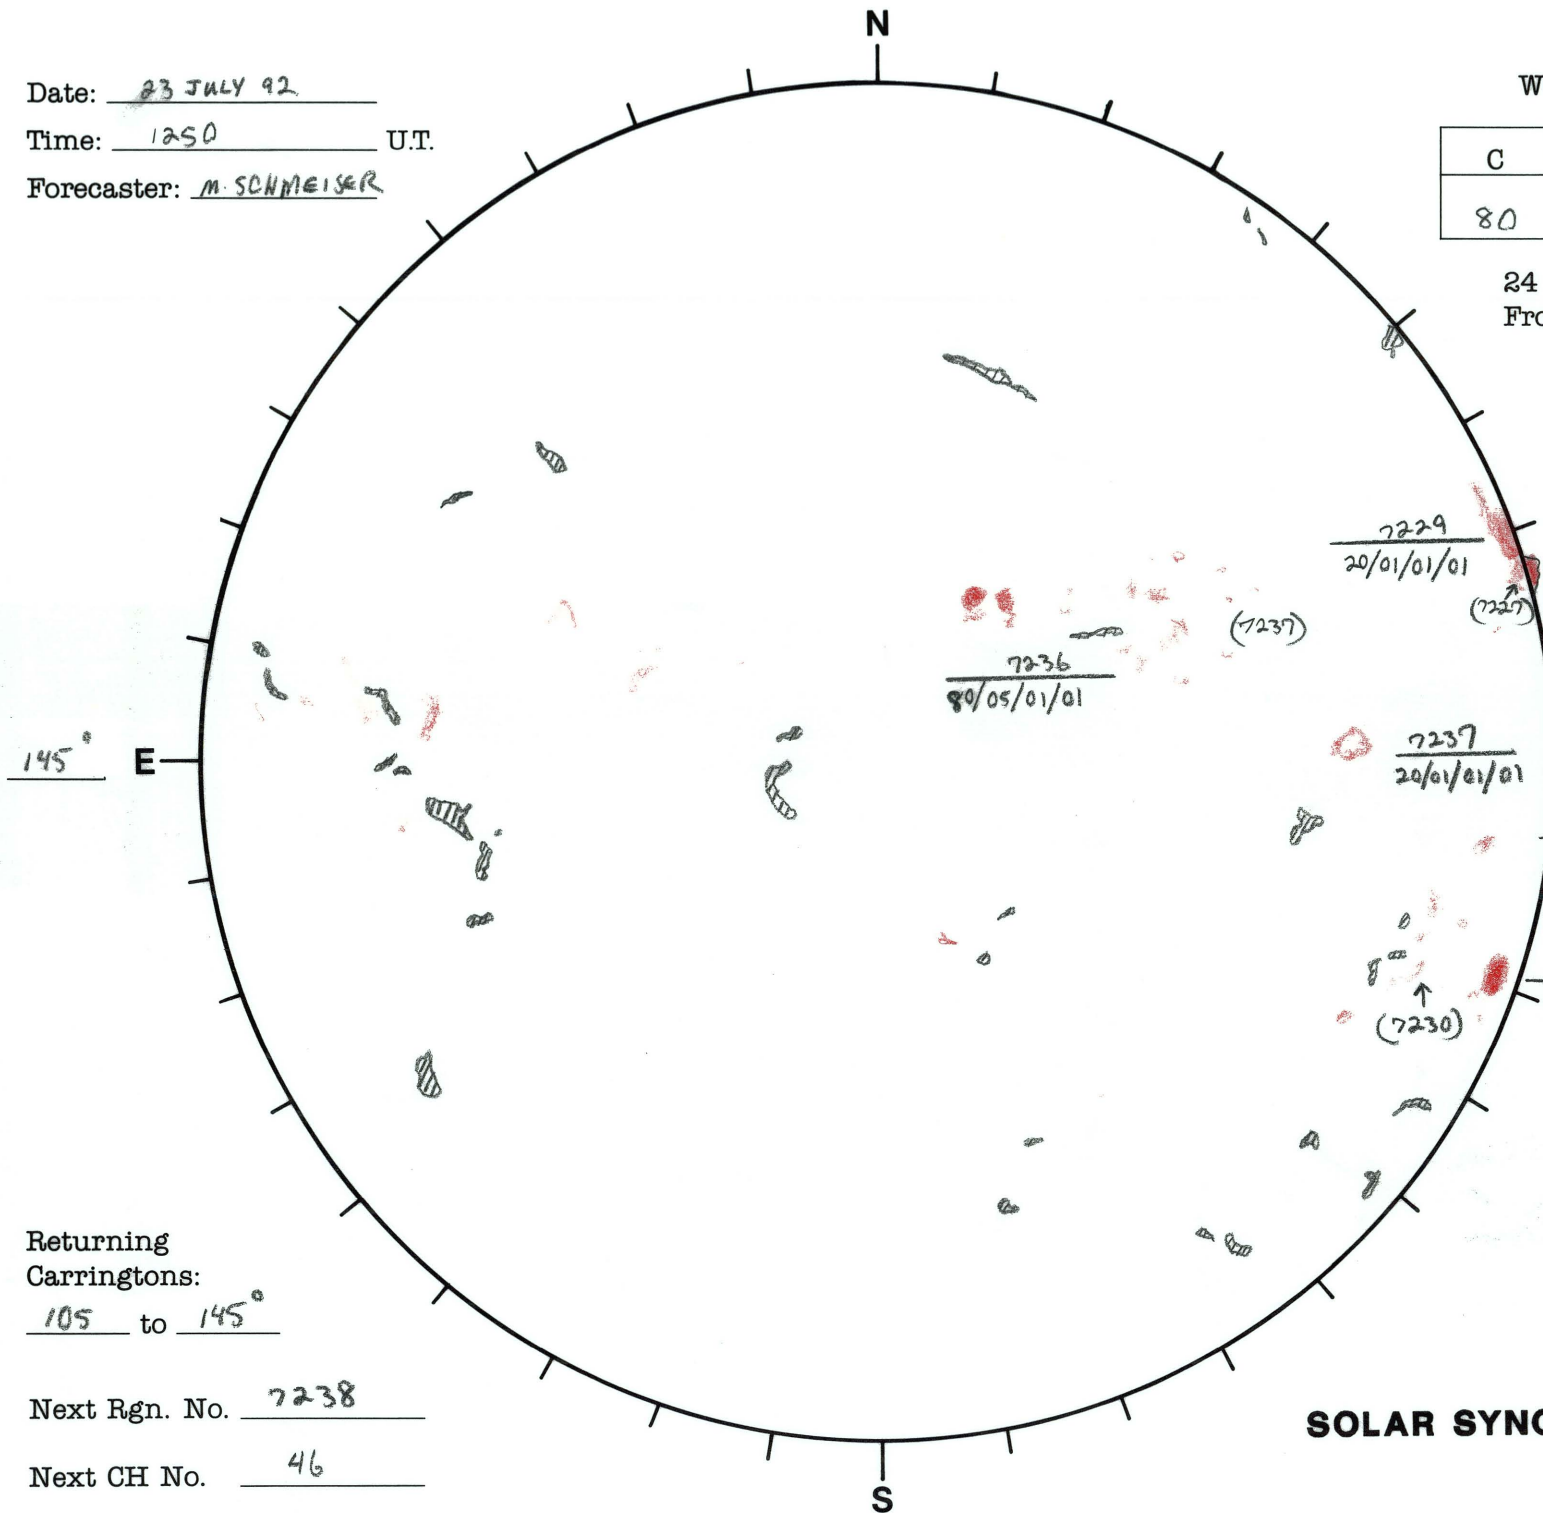 N
Date: 23 JULY 92
Time: 1250 U.T.
Forecaster: M. SCHMEISER
W
C
80
24
Fro
7229
20/01/01/01
(7227)
(7237)
7236
80/05/01/01
7237
20/01/01/01
145° E
(7230)
Returning
Carringtons:
105 to 145°
Next Rgn. No. 7238
Next CH No. 46
SOLAR SYNO
S